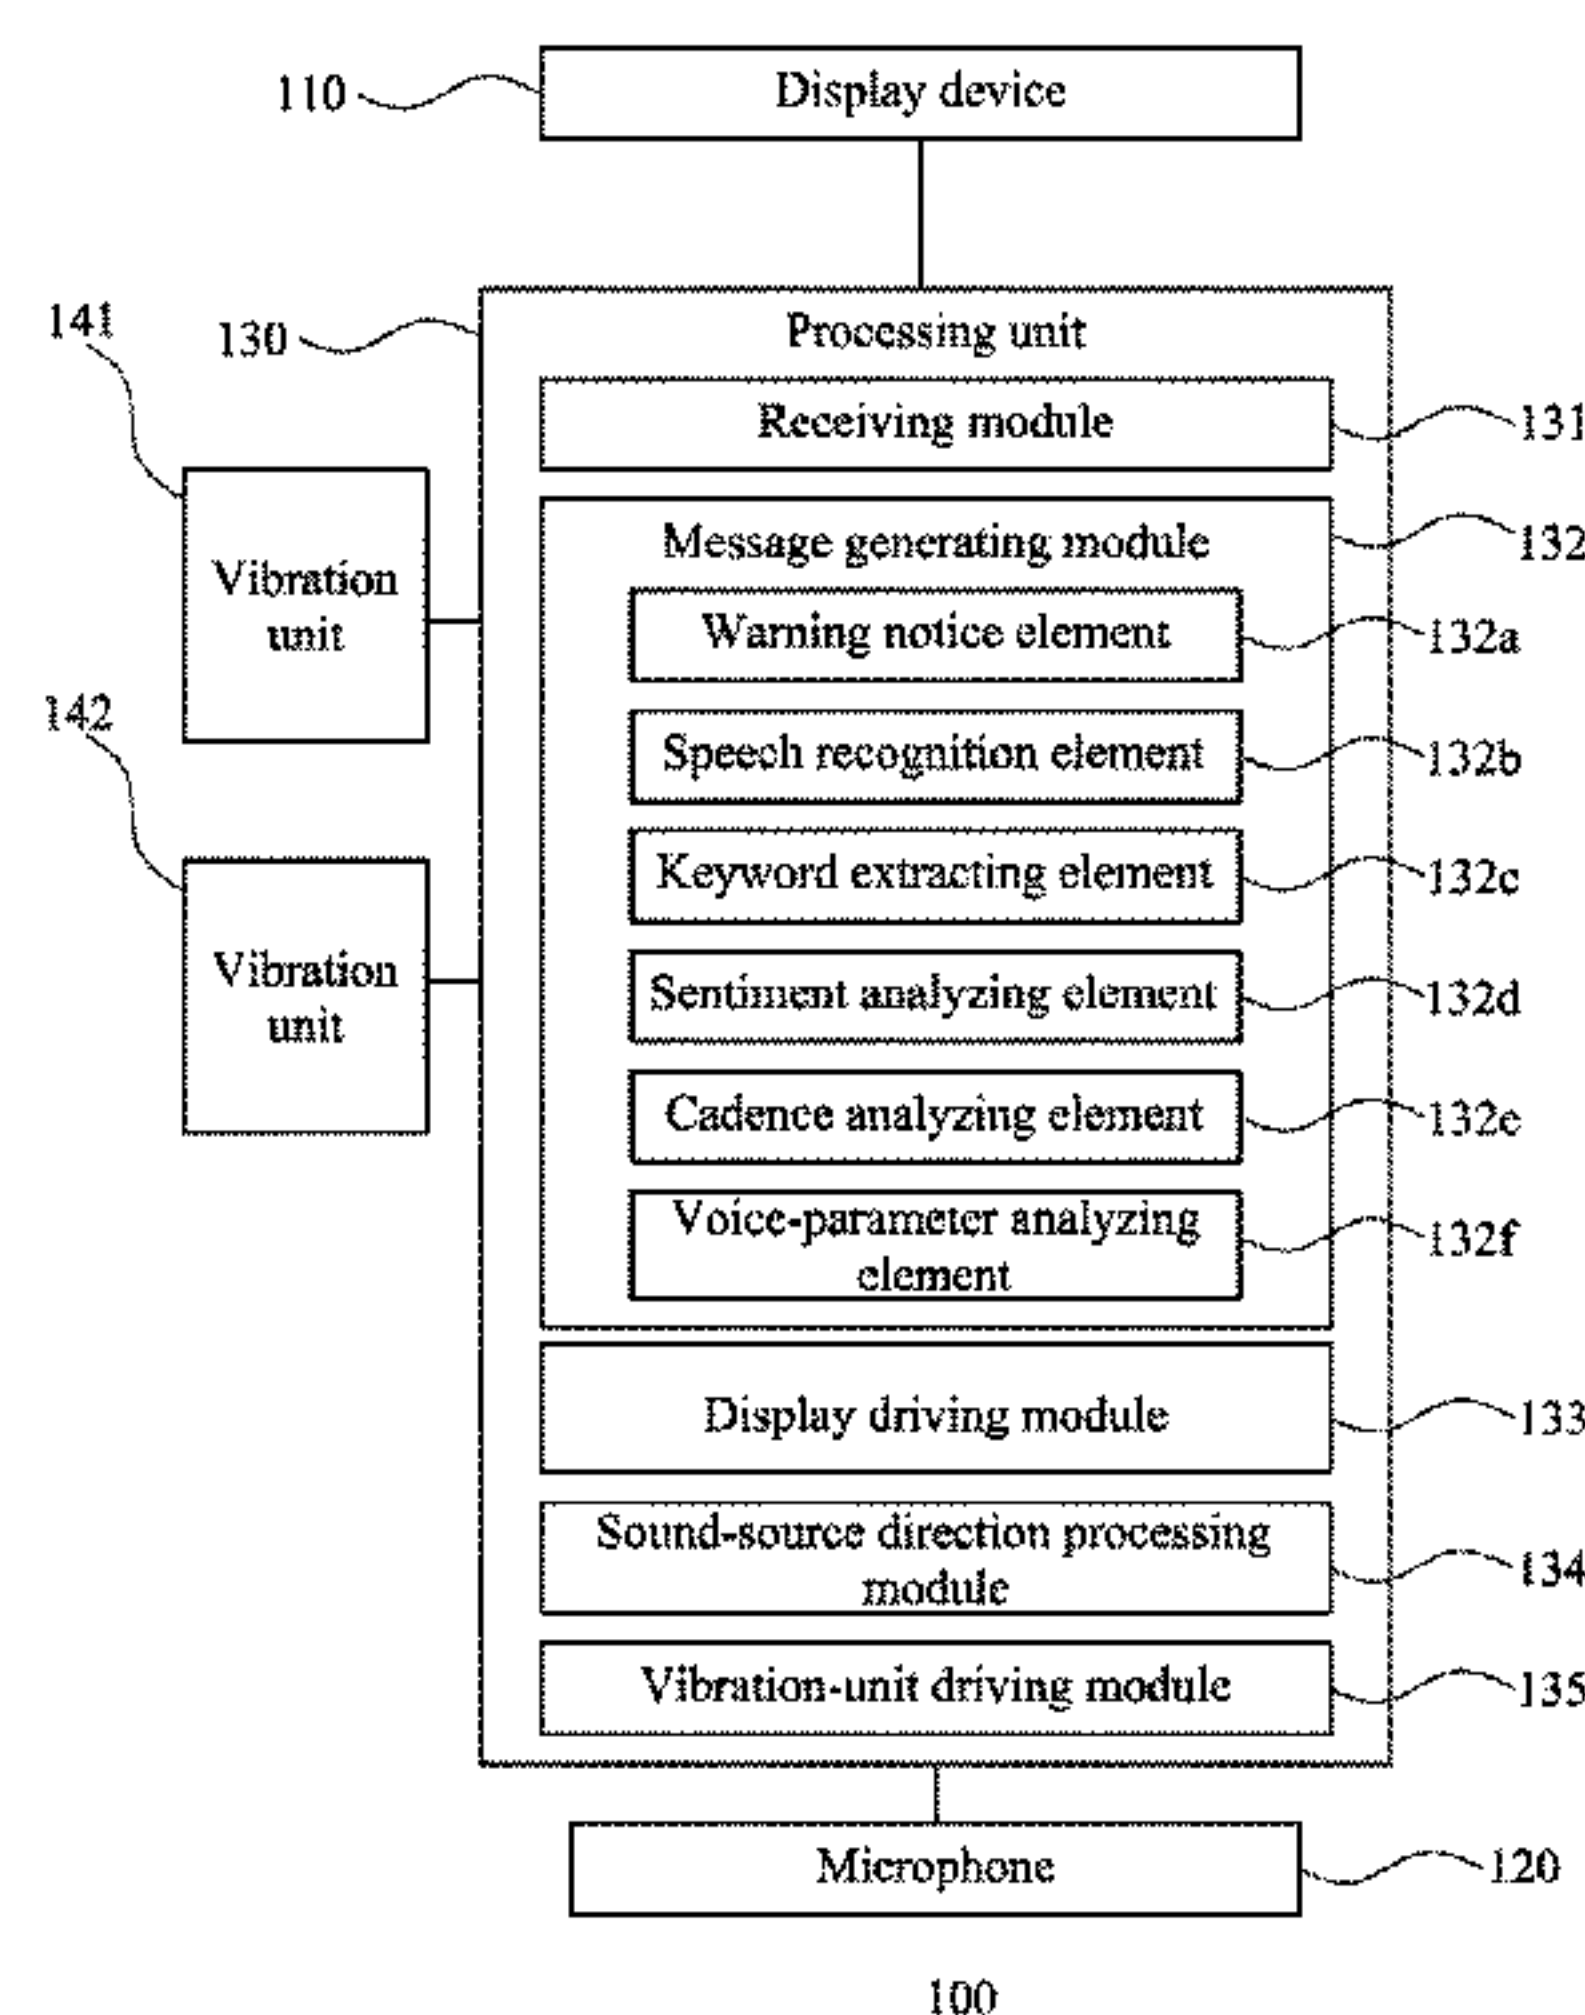 110
Display device
141
130
Processing unit
Receiving module
131
Message generating module
132
Vibration
unit
Warning notice element
132a
142
Speech recognition element
132b
Keyword extracting element
132c
Vibration
unit
Sentiment analyzing element
132d
Cadence analyzing element
132e
Voice-parameter analyzing
element
132f
Display driving module
133
Sound-source direction processing
module
134
Vibration-unit driving module
135
Microphone
120
100